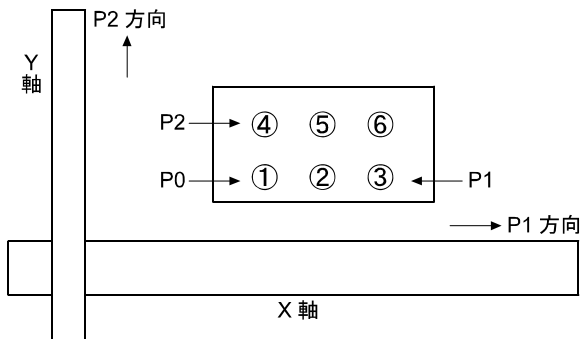 P2 方向
Y
軸
P2 ④ ⑤ ⑥
P0 ① ② ③ P1
P1 方向
X 軸